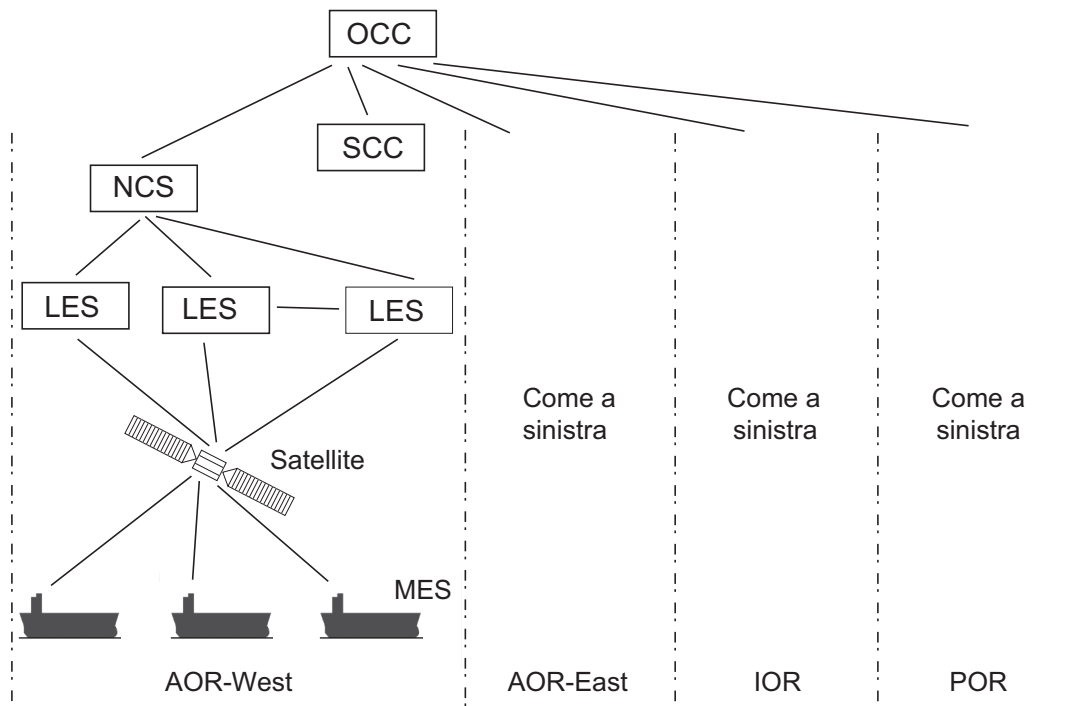 OCC
SCC
NCS
LES
LES
LES
Come a
sinistra
Come a
sinistra
Come a
sinistra
Satellite
MES
AOR-West
AOR-East
IOR
POR